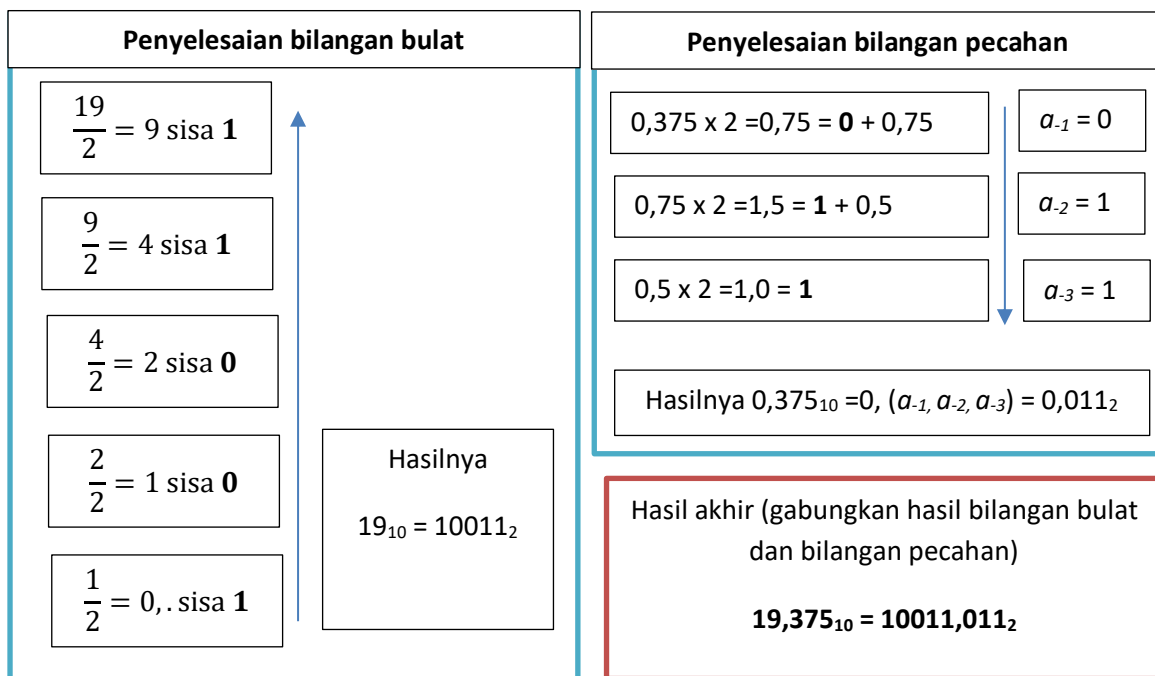 Penyelesaian bilangan bulat
19/2 = 9 sisa 1
9/2 = 4 sisa 1
4/2 = 2 sisa 0
2/2 = 1 sisa 0
1/2 = 0,. sisa 1
Hasilnya
19₁₀ = 10011₂
Penyelesaian bilangan pecahan
0,375 x 2 =0,75 = 0 + 0,75
a₋₁ = 0
0,75 x 2 =1,5 = 1 + 0,5
a₋₂ = 1
0,5 x 2 =1,0 = 1
a₋₃ = 1
Hasilnya 0,375₁₀ =0, (a₋₁, a₋₂, a₋₃) = 0,011₂
Hasil akhir (gabungkan hasil bilangan bulat
dan bilangan pecahan)
19,375₁₀ = 10011,011₂